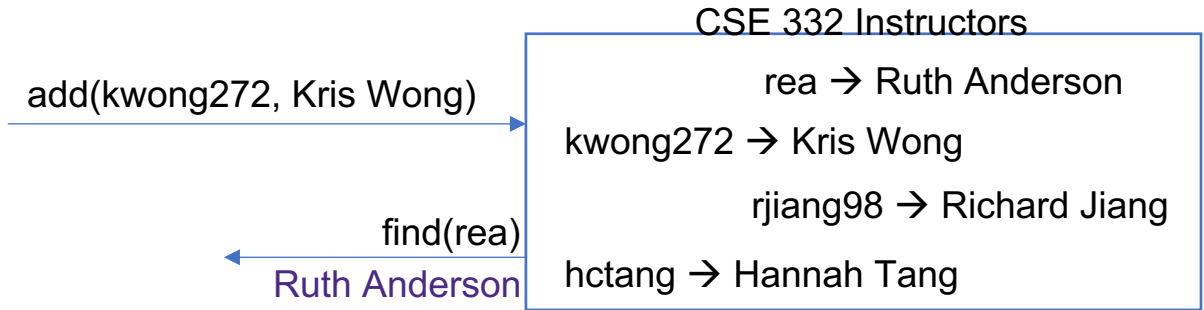 CSE 332 Instructors
add(kwong272, Kris Wong)
rea → Ruth Anderson
kwong272 → Kris Wong
rjiang98 → Richard Jiang
find(rea)
Ruth Anderson
hctang → Hannah Tang